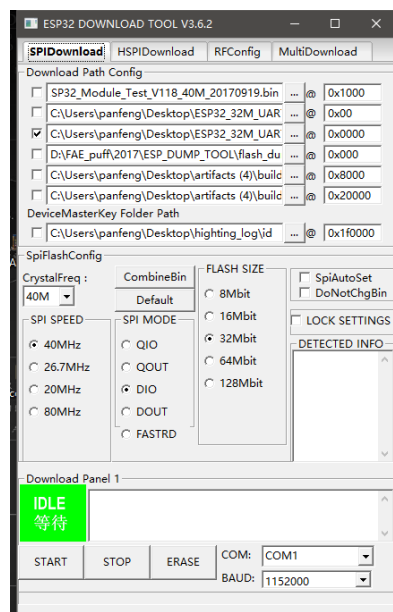 ESP32 DOWNLOAD TOOL V3.6.2
SPIDownload HSPIDownload RFConfig MultiDownload
Download Path Config
SP32_Module_Test_V118_40M_20170919.bin ... @ 0x1000
C:\Users\panfeng\Desktop\ESP32_32M_UAR ... @ 0x00
C:\Users\panfeng\Desktop\ESP32_32M_UAR ... @ 0x0000
D:\FAE_puff\2017\ESP_DUMP_TOOL\flash_du ... @ 0x000
C:\Users\panfeng\Desktop\artifacts (4)\build ... @ 0x8000
C:\Users\panfeng\Desktop\artifacts (4)\build ... @ 0x20000
DeviceMasterKey Folder Path
C:\Users\panfeng\Desktop\highting_log\id ... @ 0x1f0000
SpiFlashConfig
CrystalFreq :
40M
CombineBin
Default
SPI SPEED
40MHz
26.7MHz
20MHz
80MHz
SPI MODE
QIO
QOUT
DIO
DOUT
FASTRD
FLASH SIZE
8Mbit
16Mbit
32Mbit
64Mbit
128Mbit
SpiAutoSet
DoNotChgBin
LOCK SETTINGS
DETECTED INFO
Download Panel 1
IDLE
等待
START STOP ERASE
COM: COM1
BAUD: 1152000